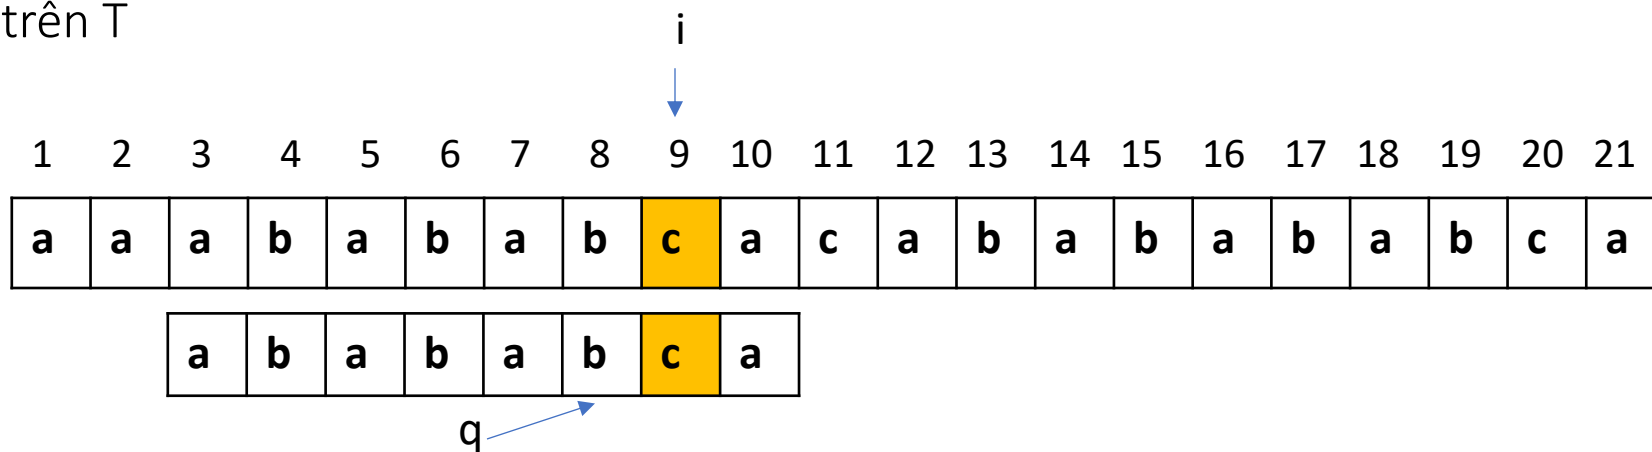 trên T
i
1 2 3 4 5 6 7 8 9 10 11 12 13 14 15 16 17 18 19 20 21
a a a b a b a b c a c a b a b a b a b c a
a b a b a b c a
q